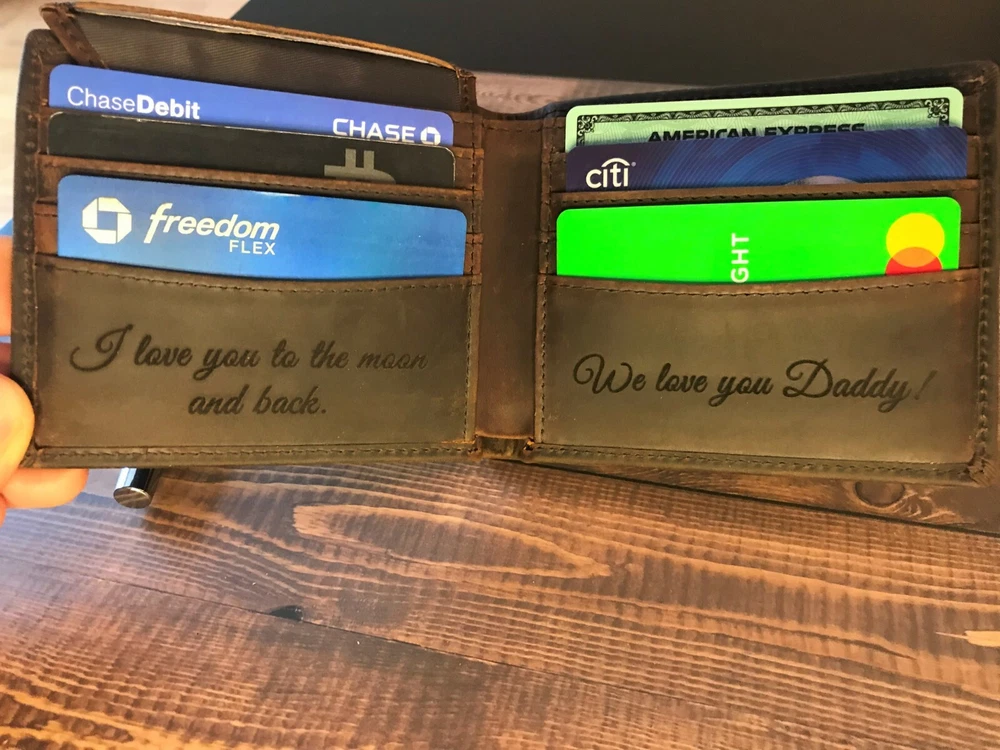 ChaseDebit
CHASE
freedom
FLEX
I love you to the moon
and back.
AMERICAN EXPRESS
citi
GHT
We love you Daddy!